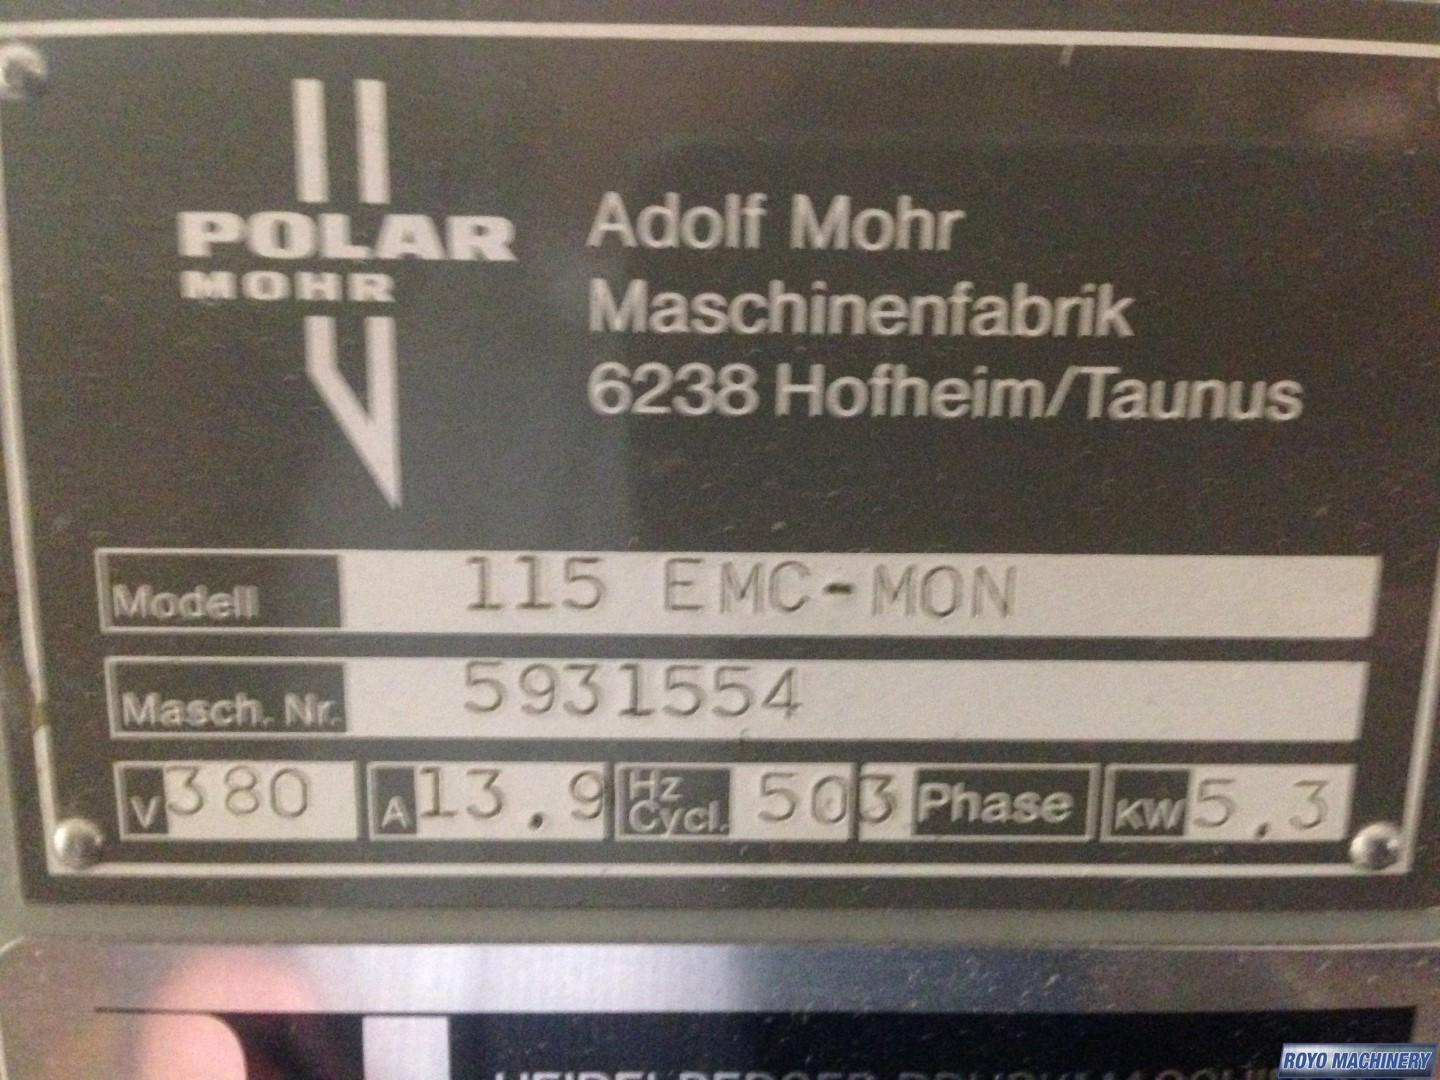 POLAR
MOHR
Adolf Mohr
Maschinenfabrik
6238 Hofheim/Taunus
Modell 115 EMC-MON
Masch. Nr. 5931554
V 380 A 13.9 Hz Cycl. 50 3 Phase KW 5.3
HEIDELBERGER
ROYO MACHINERY